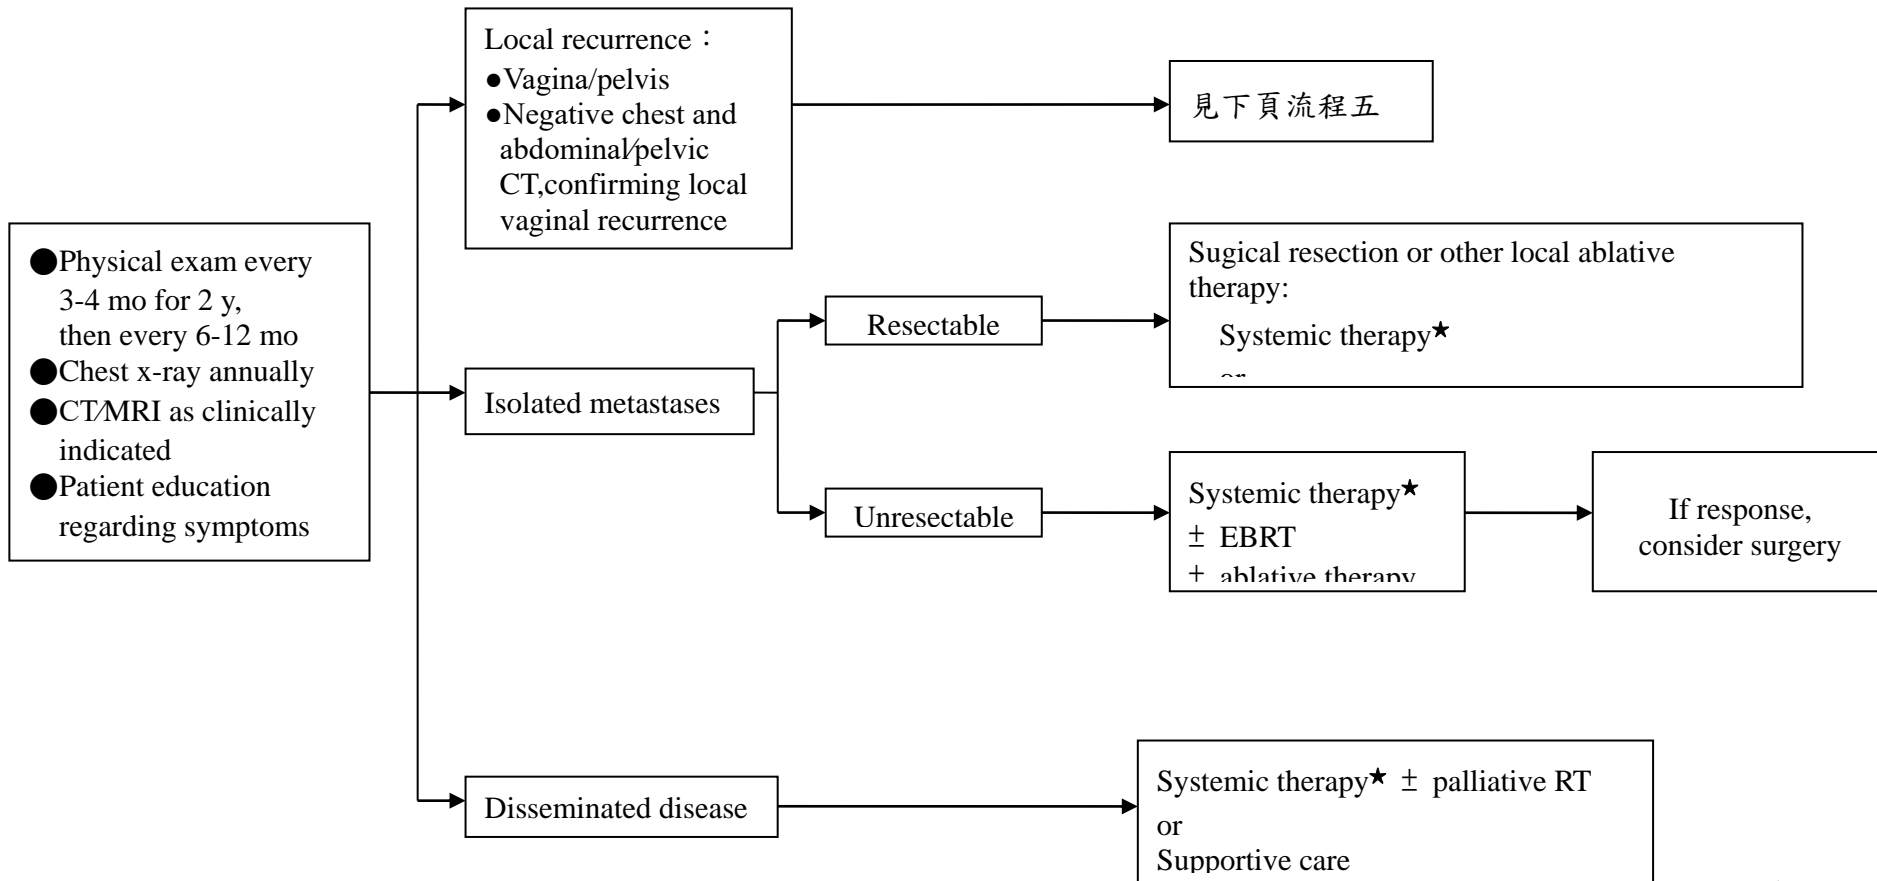 Local recurrence：
●Vagina/pelvis
●Negative chest and
abdominal∕pelvic
CT,confirming local
vaginal recurrence
見下頁流程五
●Physical exam every
3-4 mo for 2 y,
then every 6-12 mo
●Chest x-ray annually
●CT∕MRI as clinically
indicated
●Patient education
regarding symptoms
Isolated metastases
Resectable
Sugical resection or other local ablative
therapy:
Systemic therapy★
or
Unresectable
Systemic therapy★
± EBRT
± ablative therapy
If response,
consider surgery
Disseminated disease
Systemic therapy★ ± palliative RT
or
Supportive care